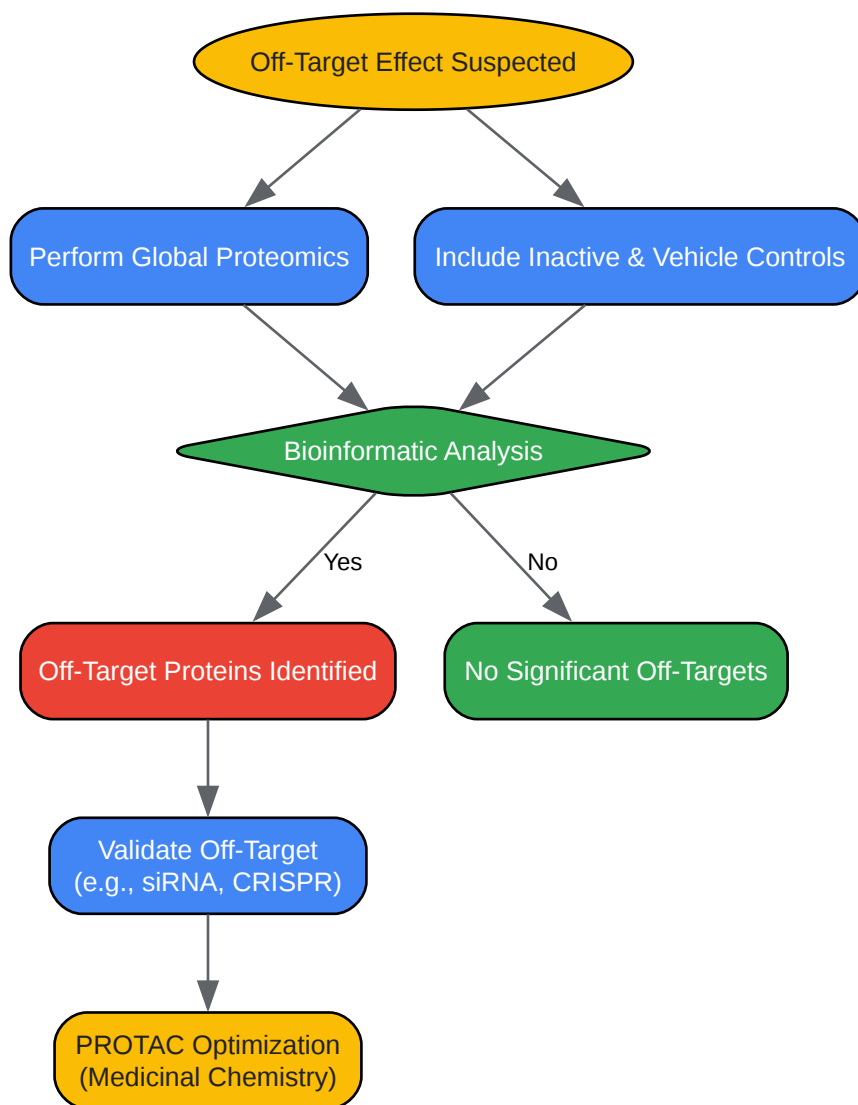 Off-Target Effect Suspected
Perform Global Proteomics
Include Inactive & Vehicle Controls
Bioinformatic Analysis
Yes
No
Off-Target Proteins Identified
No Significant Off-Targets
Validate Off-Target
(e.g., siRNA, CRISPR)
PROTAC Optimization
(Medicinal Chemistry)